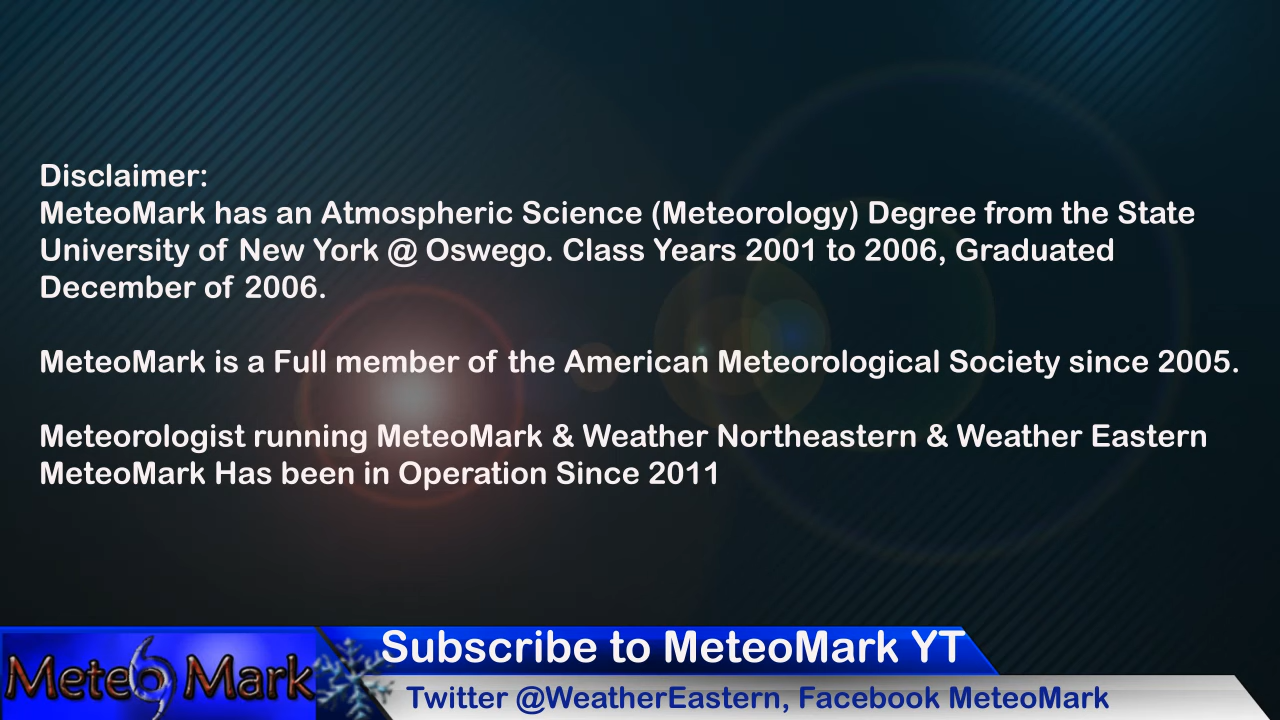 Disclaimer:
MeteoMark has an Atmospheric Science (Meteorology) Degree from the State
University of New York @ Oswego. Class Years 2001 to 2006, Graduated
December of 2006.
MeteoMark is a Full member of the American Meteorological Society since 2005.
Meteorologist running MeteoMark & Weather Northeastern & Weather Eastern
MeteoMark Has been in Operation Since 2011
Subscribe to MeteoMark YT
Meteo Mark
Twitter @WeatherEastern, Facebook MeteoMark